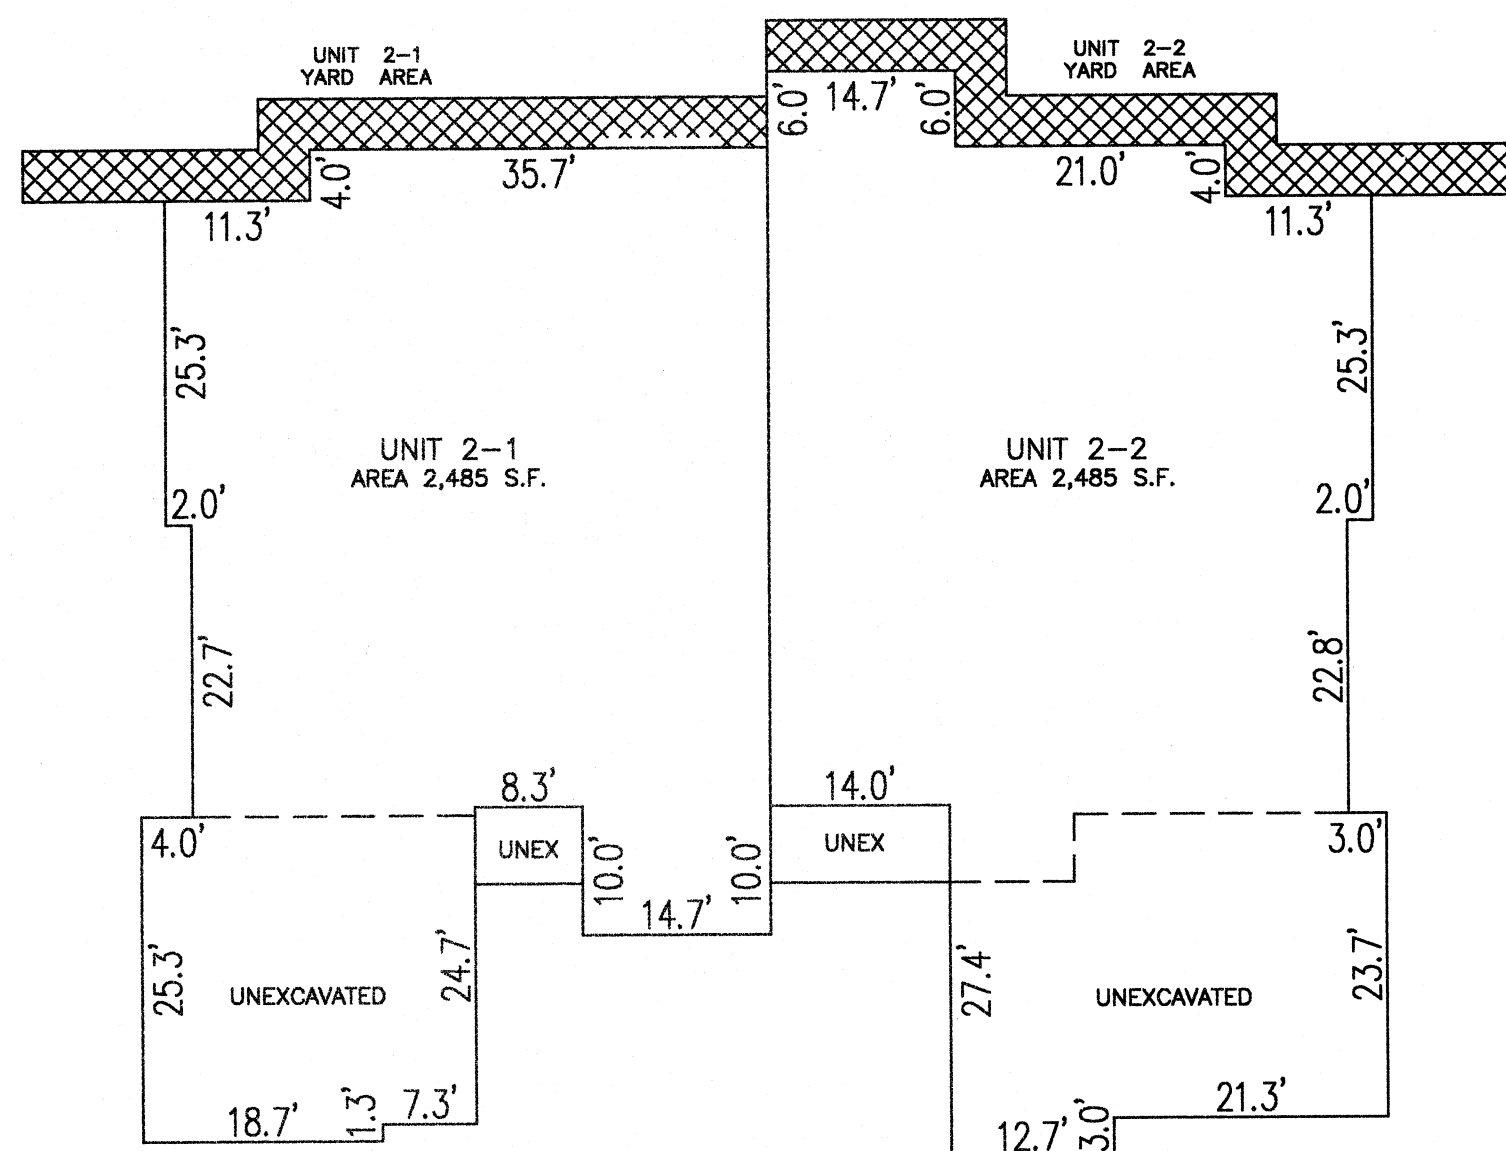 UNIT 2-1
YARD AREA
UNIT 2-2
YARD AREA
6.0'
14.7'
6.0'
4.0'
35.7'
21.0'
4.0'
11.3'
11.3'
25.3'
25.3'
UNIT 2-1
AREA 2,485 S.F.
UNIT 2-2
AREA 2,485 S.F.
2.0'
2.0'
22.7'
22.8'
8.3'
14.0'
4.0'
UNEX
10.0'
10.0'
UNEX
3.0'
14.7'
25.3'
24.7'
27.4'
23.7'
UNEXCAVATED
UNEXCAVATED
18.7'
1.3'
7.3'
12.7'
3.0'
21.3'